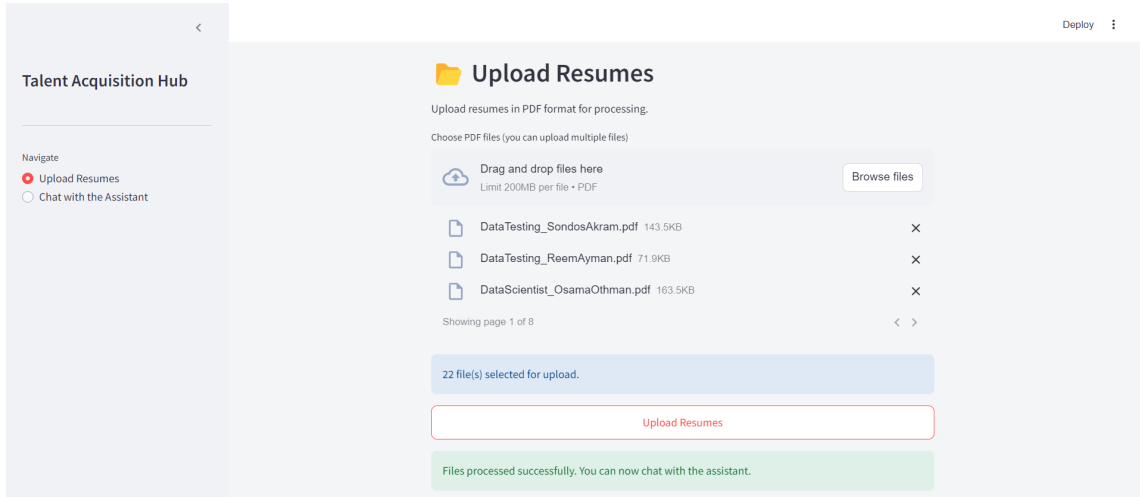 Deploy
Talent Acquisition Hub
Navigate
Upload Resumes
Chat with the Assistant
Upload Resumes
Upload resumes in PDF format for processing.
Choose PDF files (you can upload multiple files)
Drag and drop files here
Limit 200MB per file • PDF
Browse files
DataTesting_SondosAkram.pdf 143.5KB
DataTesting_ReemAyman.pdf 71.9KB
DataScientist_OsamaOthman.pdf 163.5KB
Showing page 1 of 8
22 file(s) selected for upload.
Upload Resumes
Files processed successfully. You can now chat with the assistant.